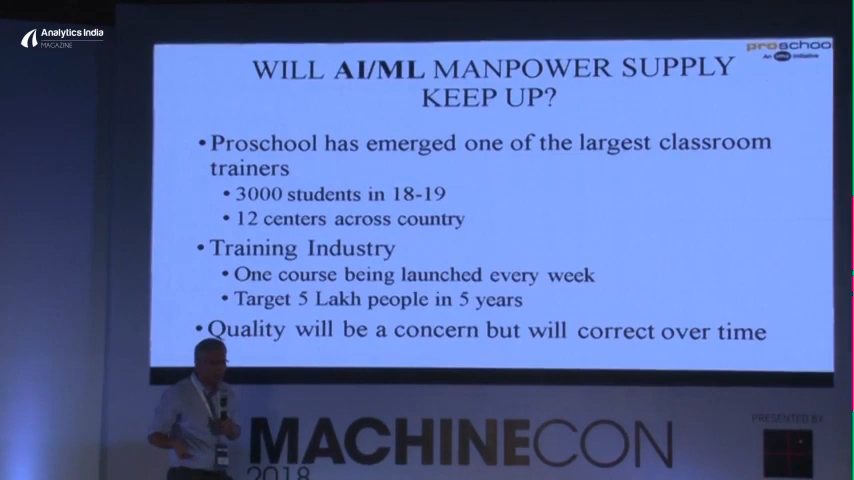 Analytics India
MAGAZINE
proschool
An imS Initiative
WILL AI/ML MANPOWER SUPPLY
KEEP UP?
• Proschool has emerged one of the largest classroom
trainers
• 3000 students in 18-19
• 12 centers across country
• Training Industry
• One course being launched every week
• Target 5 Lakh people in 5 years
• Quality will be a concern but will correct over time
MACHINECON
2018
PRESENTED BY